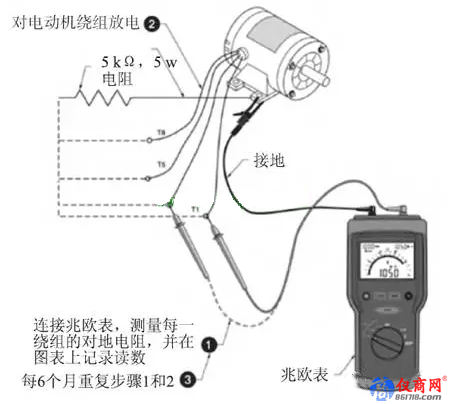 对电动机绕组放电 2
5 kΩ，5 w
电阻
T8
T5
T1
接地
1050
连接兆欧表，测量每一
绕组的对地电阻，并在
图表上记录读数
1
每6个月重复步骤1和2
3
兆欧表
仪商网
861718.com